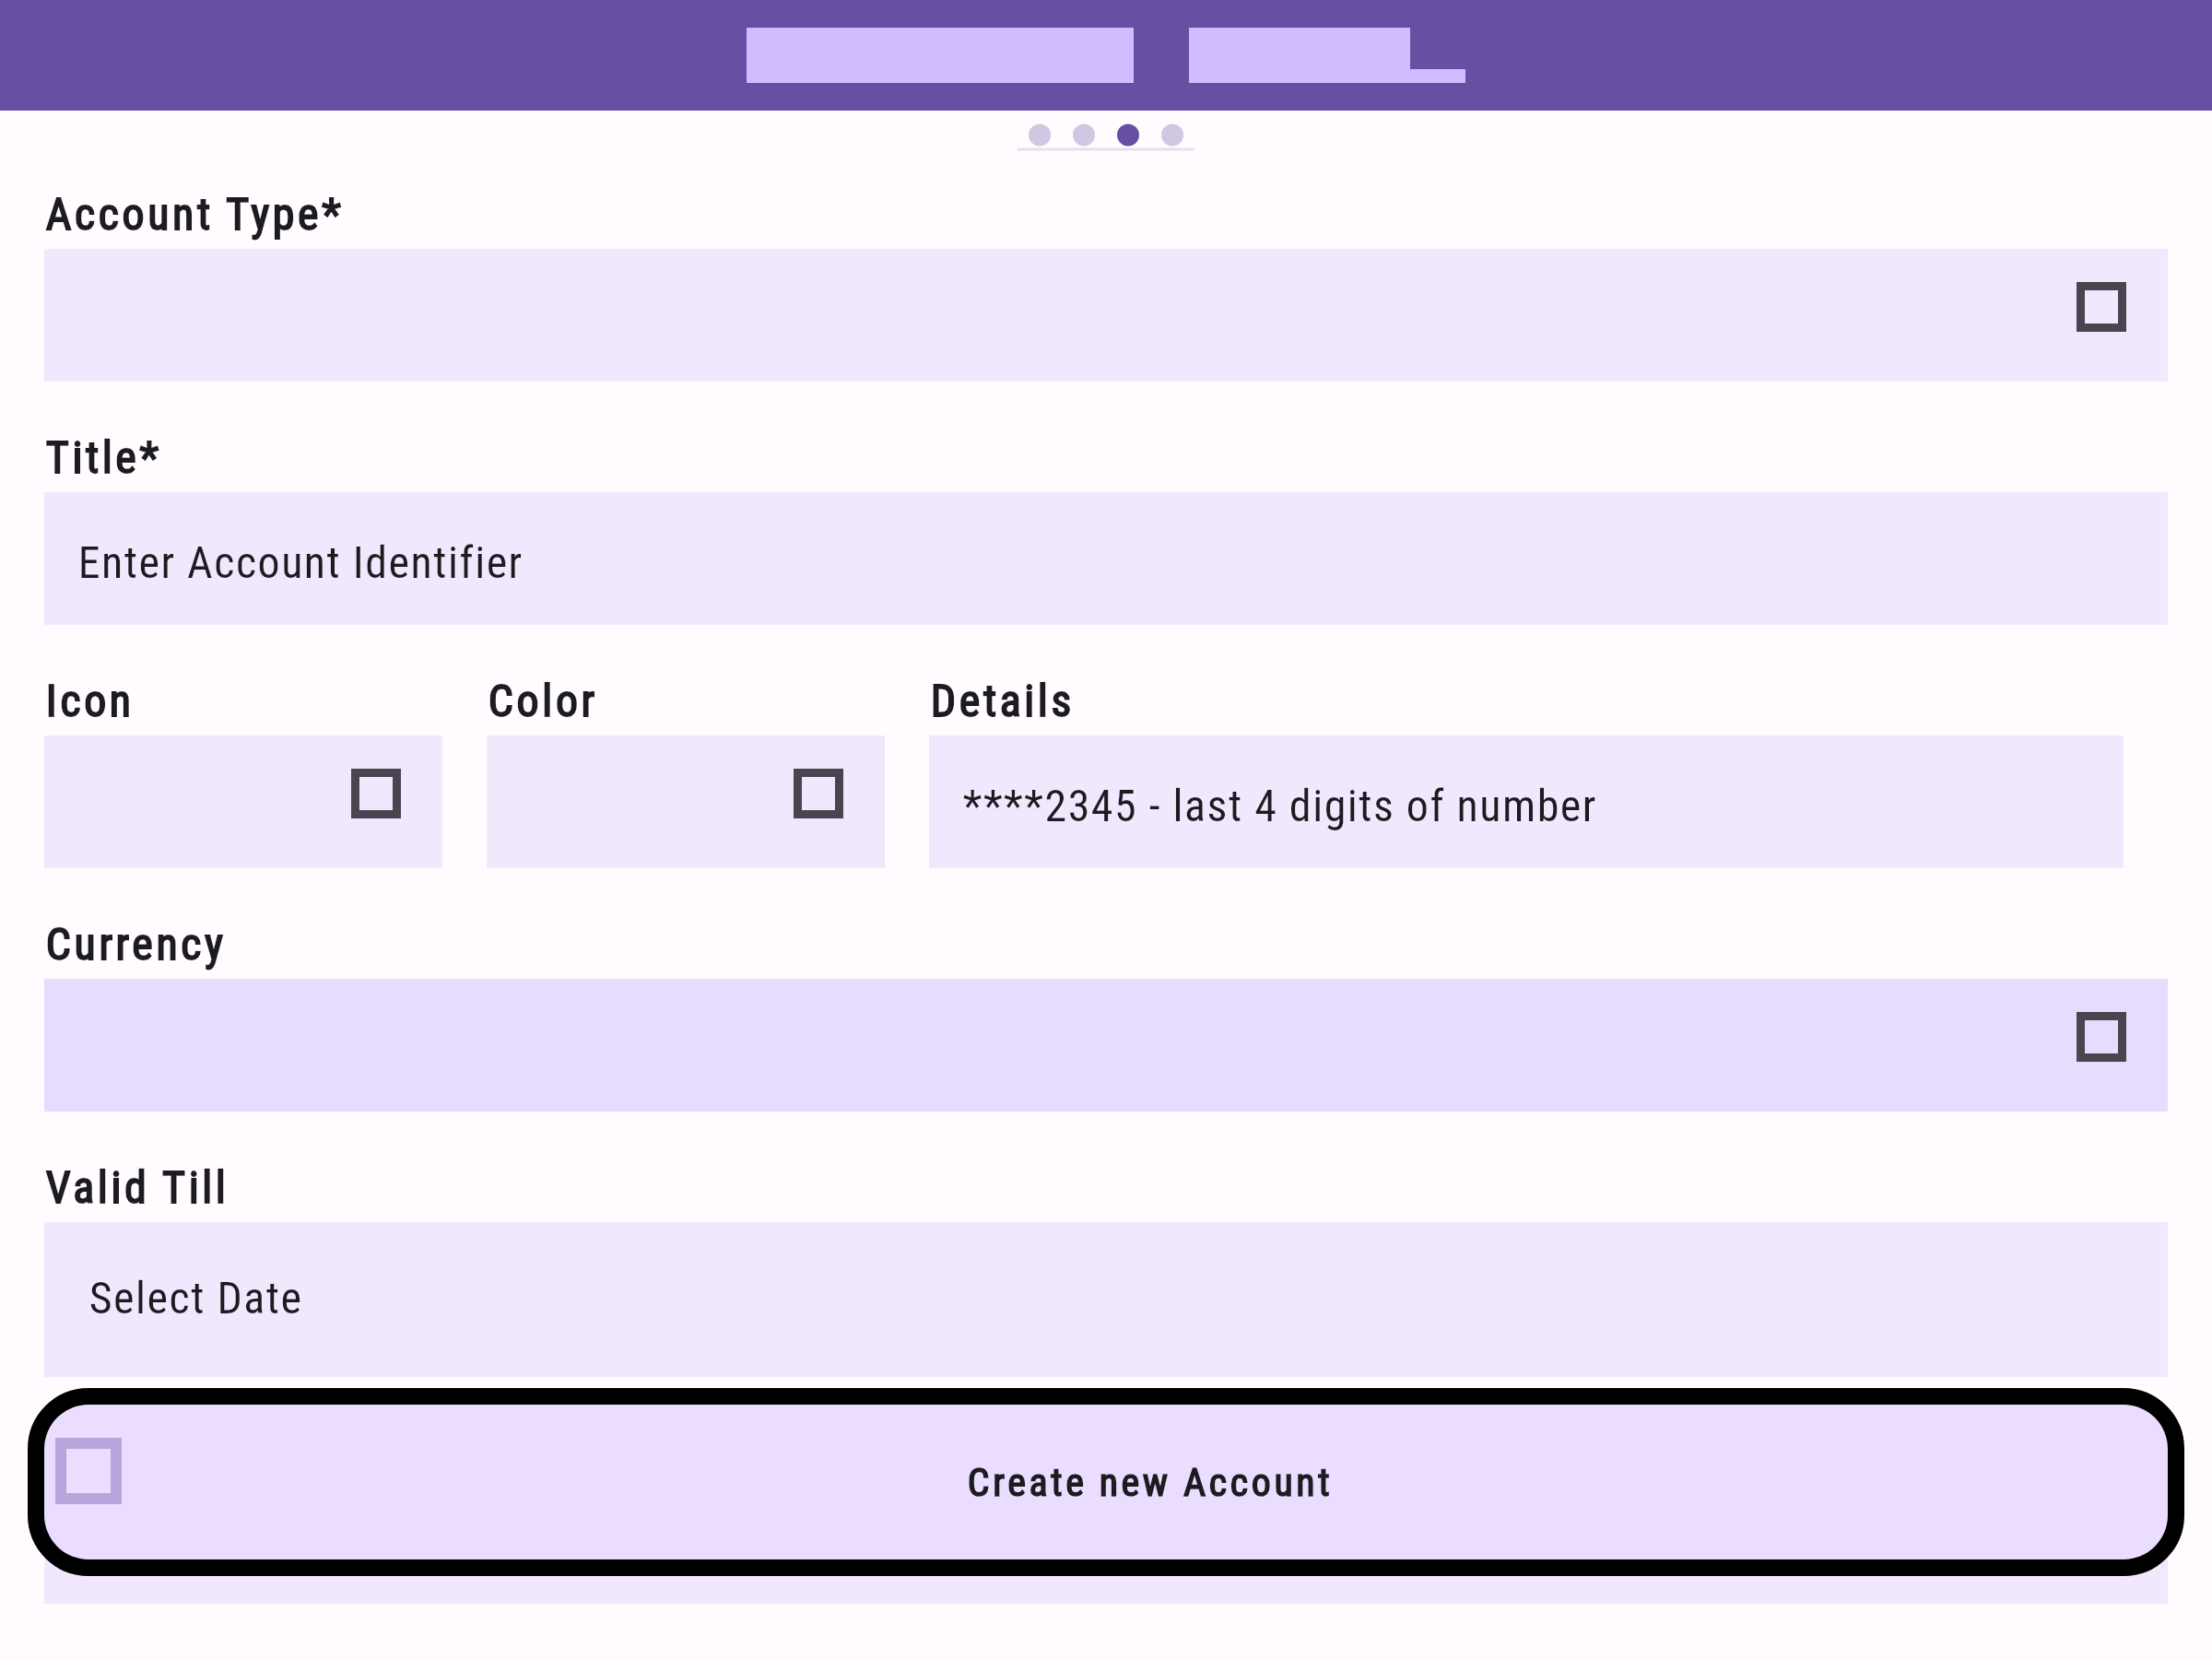 Account Type*
Title*
Enter Account Identifier
Icon
Color
Details
****2345 - last 4 digits of number
Currency
Valid Till
Select Date
Create new Account